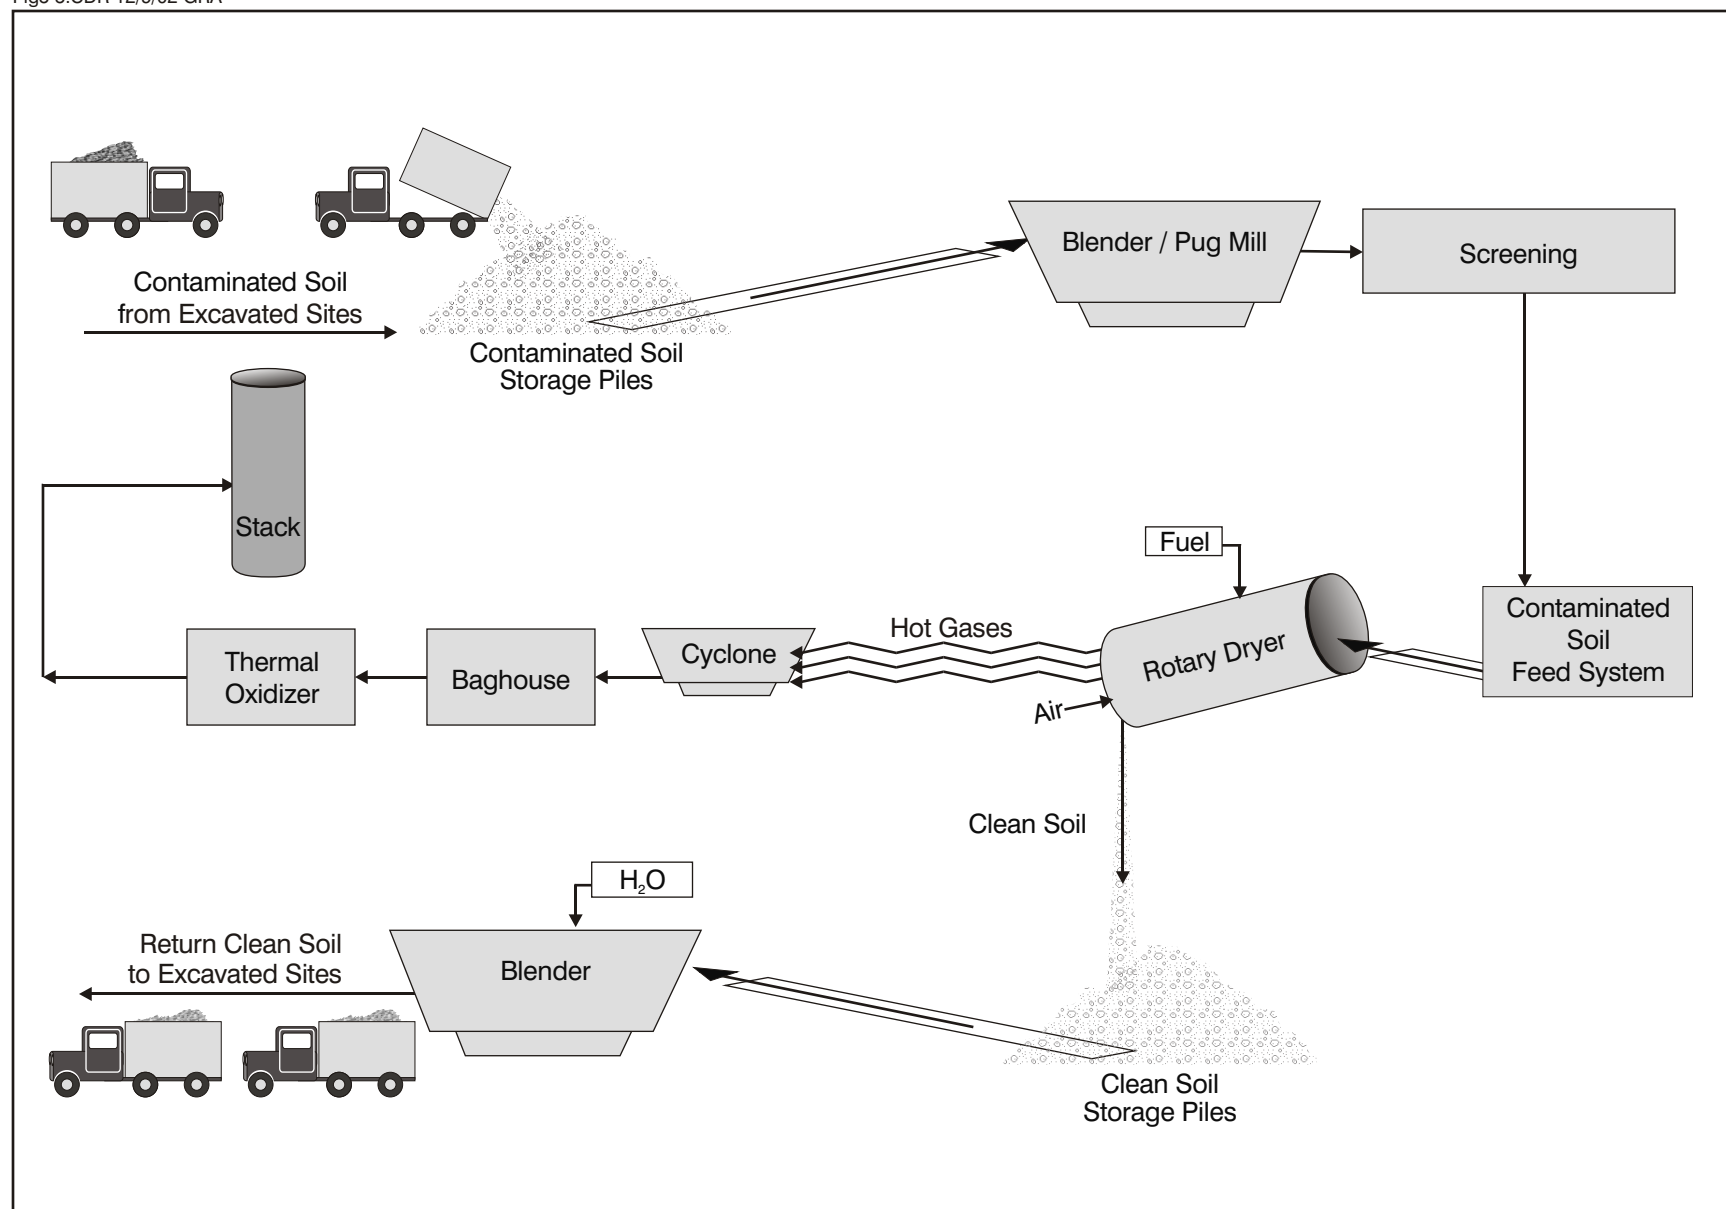 Contaminated Soil
from Excavated Sites
Contaminated Soil
Storage Piles
Blender / Pug Mill
Screening
Stack
Fuel
Contaminated
Soil
Feed System
Rotary Dryer
Hot Gases
Air
Cyclone
Baghouse
Thermal
Oxidizer
Clean Soil
H₂O
Blender
Return Clean Soil
to Excavated Sites
Clean Soil
Storage Piles